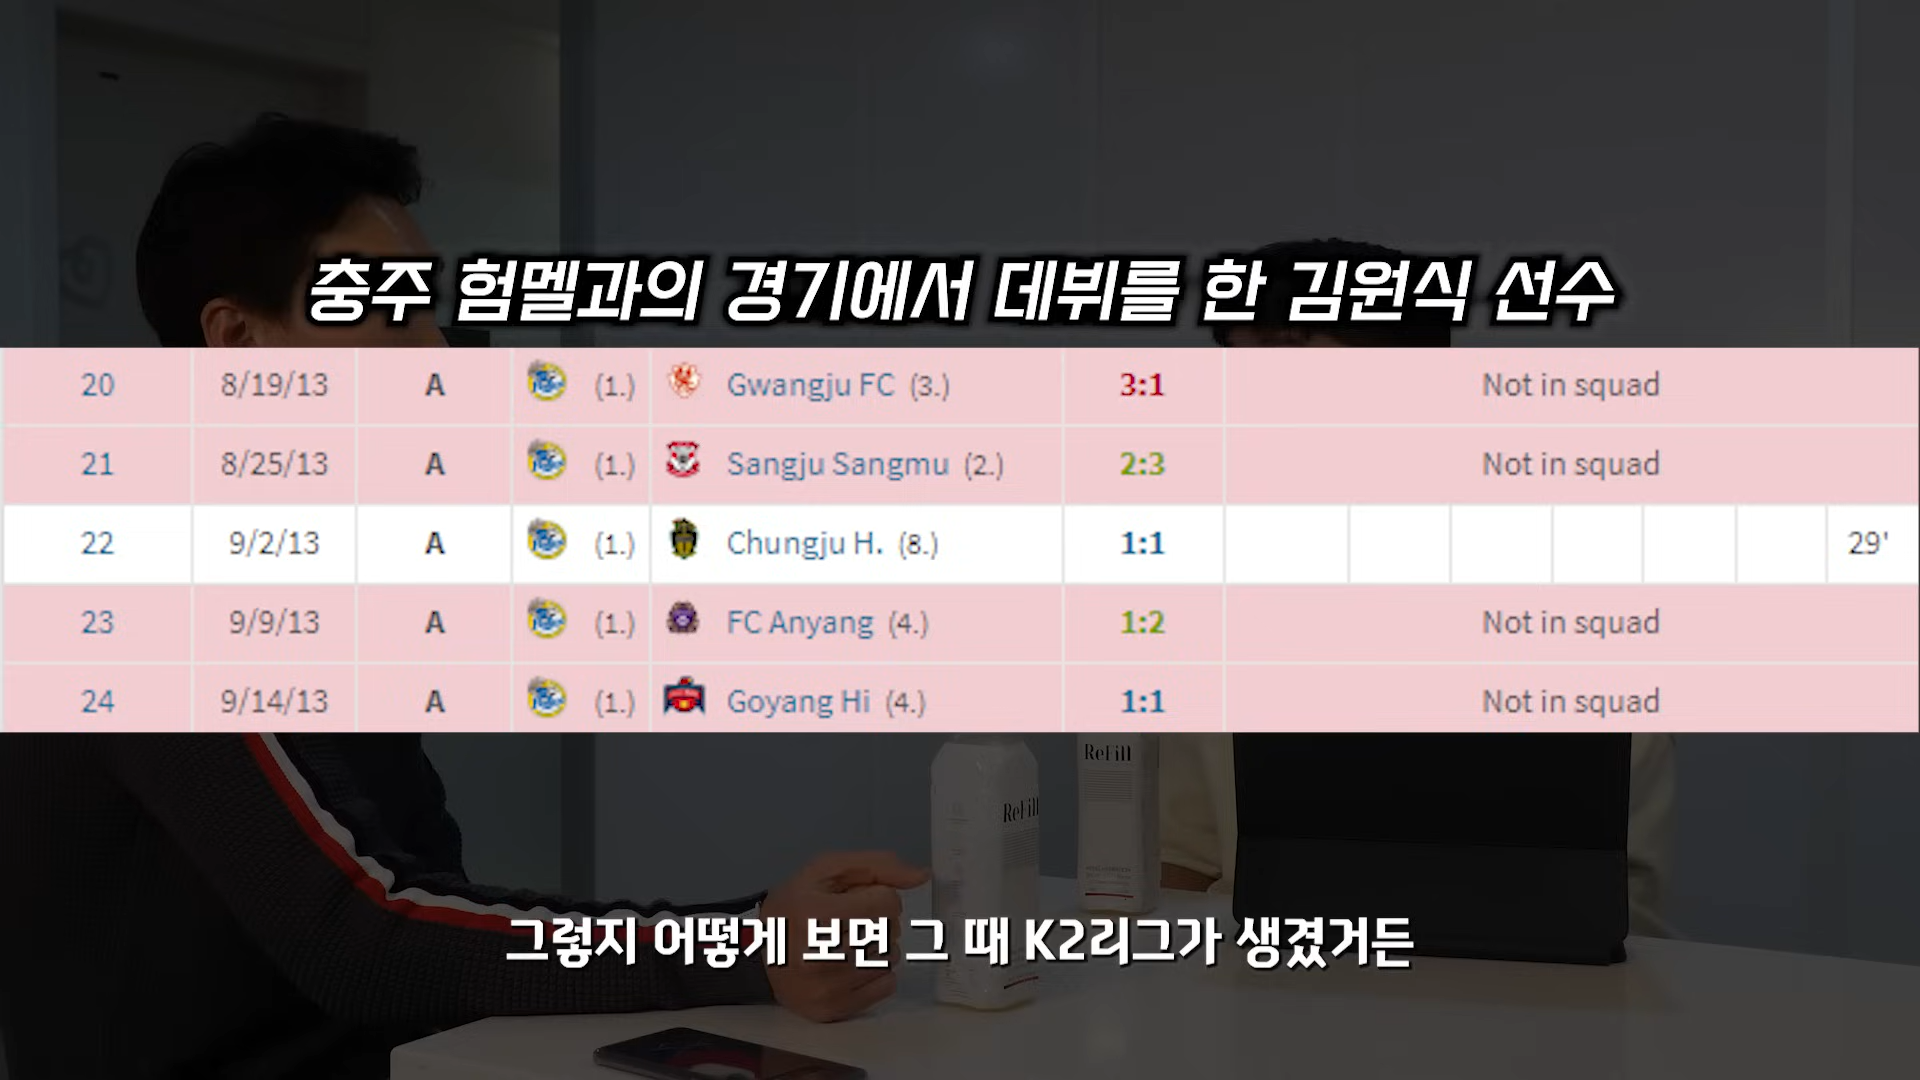 충주 험멜과의 경기에서 데뷔를 한 김원식 선수
20 8/19/13 A (1.) Gwangju FC (3.) 3:1 Not in squad
21 8/25/13 A (1.) Sangju Sangmu (2.) 2:3 Not in squad
22 9/2/13 A (1.) Chungju H. (8.) 1:1 29'
23 9/9/13 A (1.) FC Anyang (4.) 1:2 Not in squad
24 9/14/13 A (1.) Goyang Hi (4.) 1:1 Not in squad
ReFill
ReFill
그렇지 어떻게 보면 그 때 K2리그가 생겼거든